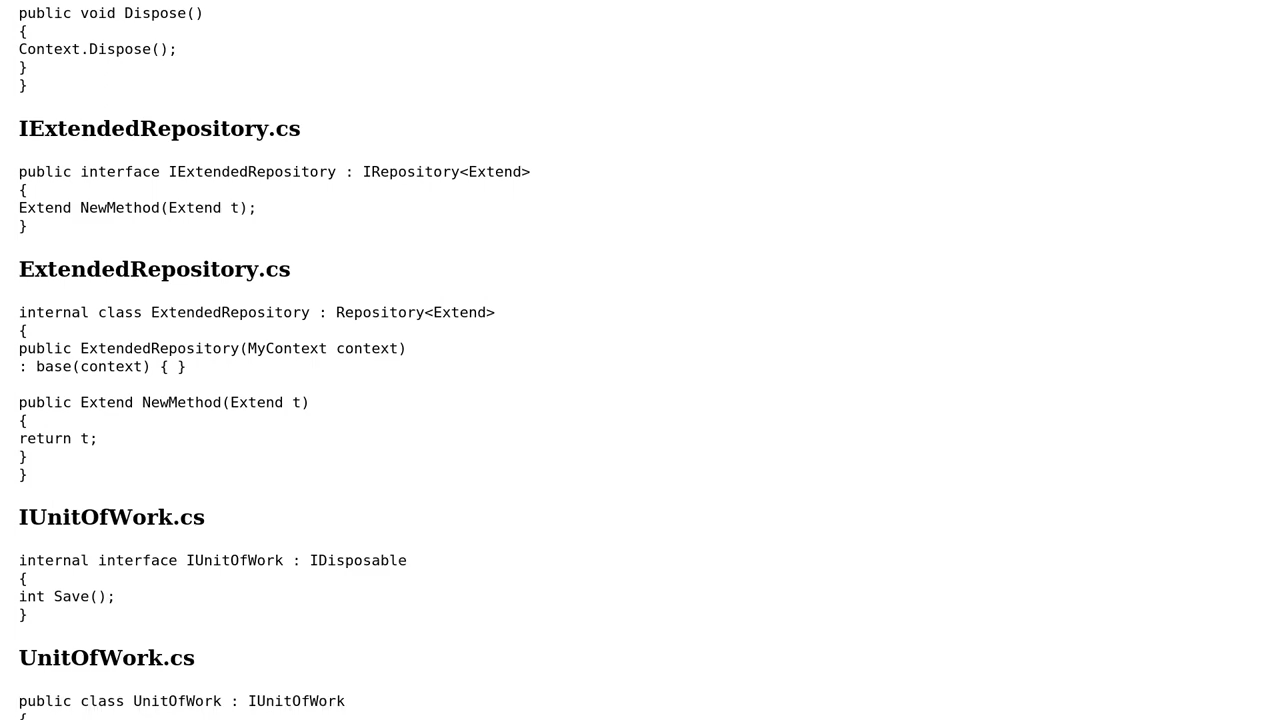 public void Dispose()
{
Context.Dispose();
}
}
IExtendedRepository.cs
public interface IExtendedRepository : IRepository<Extend>
{
Extend NewMethod(Extend t);
}
ExtendedRepository.cs
internal class ExtendedRepository : Repository<Extend>
{
public ExtendedRepository(MyContext context)
: base(context) { }
public Extend NewMethod(Extend t)
{
return t;
}
}
IUnitOfWork.cs
internal interface IUnitOfWork : IDisposable
{
int Save();
}
UnitOfWork.cs
public class UnitOfWork : IUnitOfWork
{